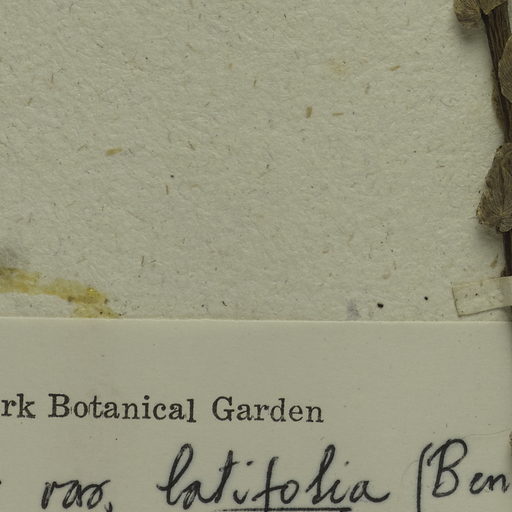 rk Botanical Garden
var. latifolia (Ben